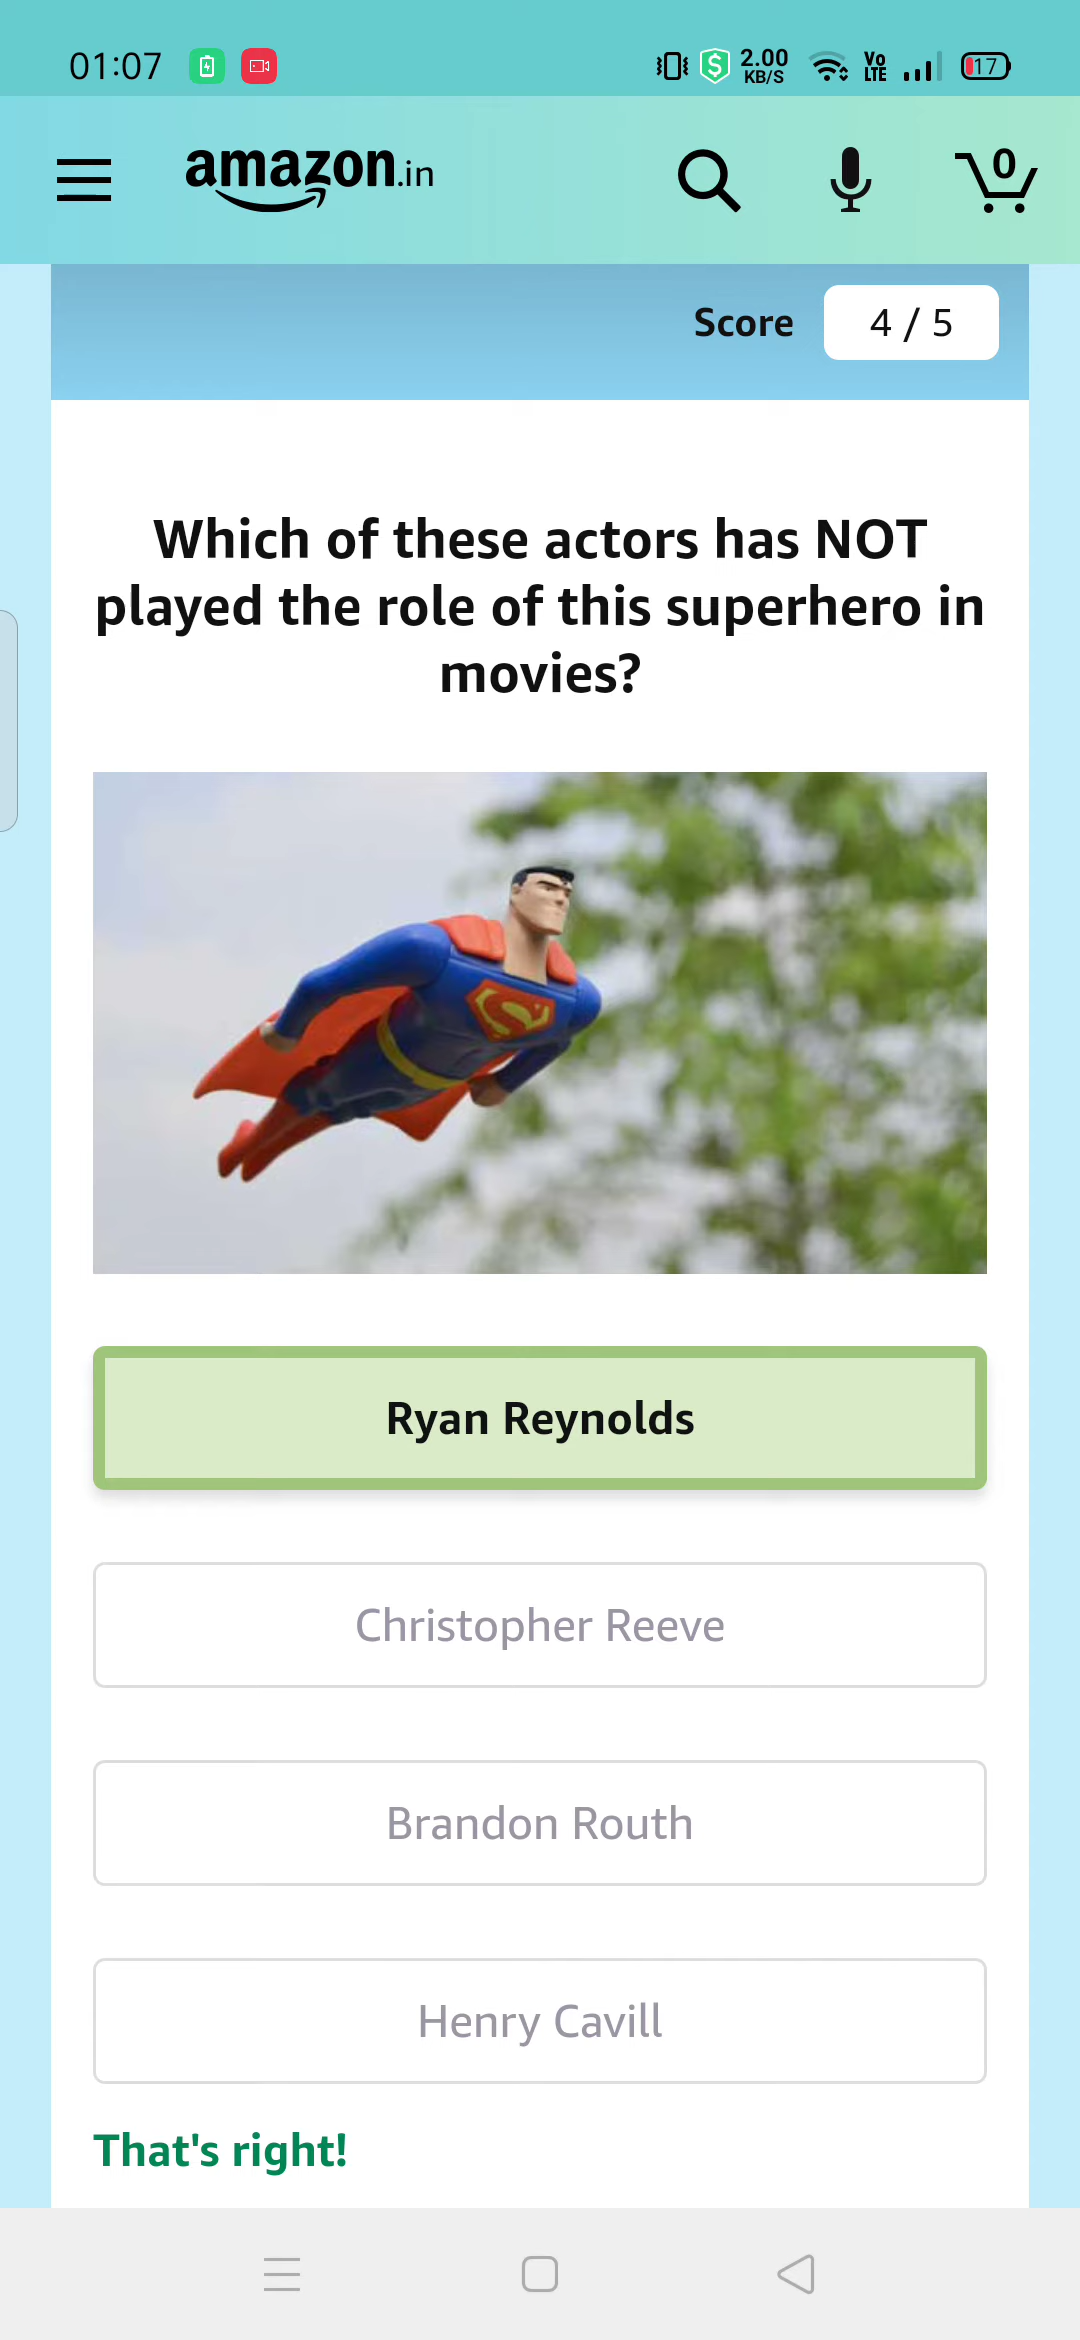 01:07
2.00
KB/S
Vo
LTE
17
amazon.in
0
Score
4 / 5
Which of these actors has NOT
played the role of this superhero in
movies?
S
Ryan Reynolds
Christopher Reeve
Brandon Routh
Henry Cavill
That's right!